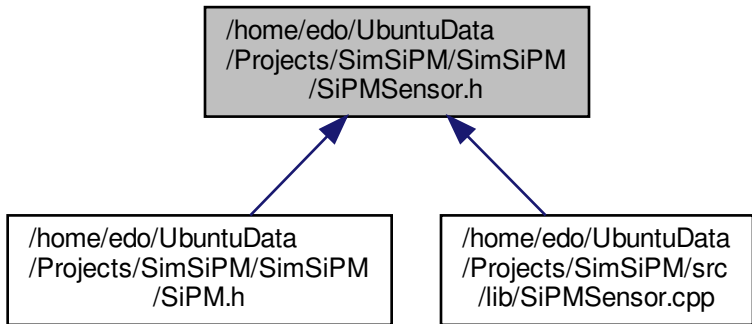 /home/edo/UbuntuData
/Projects/SimSiPM/SimSiPM
/SiPMSensor.h
/home/edo/UbuntuData
/Projects/SimSiPM/SimSiPM
/SiPM.h
/home/edo/UbuntuData
/Projects/SimSiPM/src
/lib/SiPMSensor.cpp